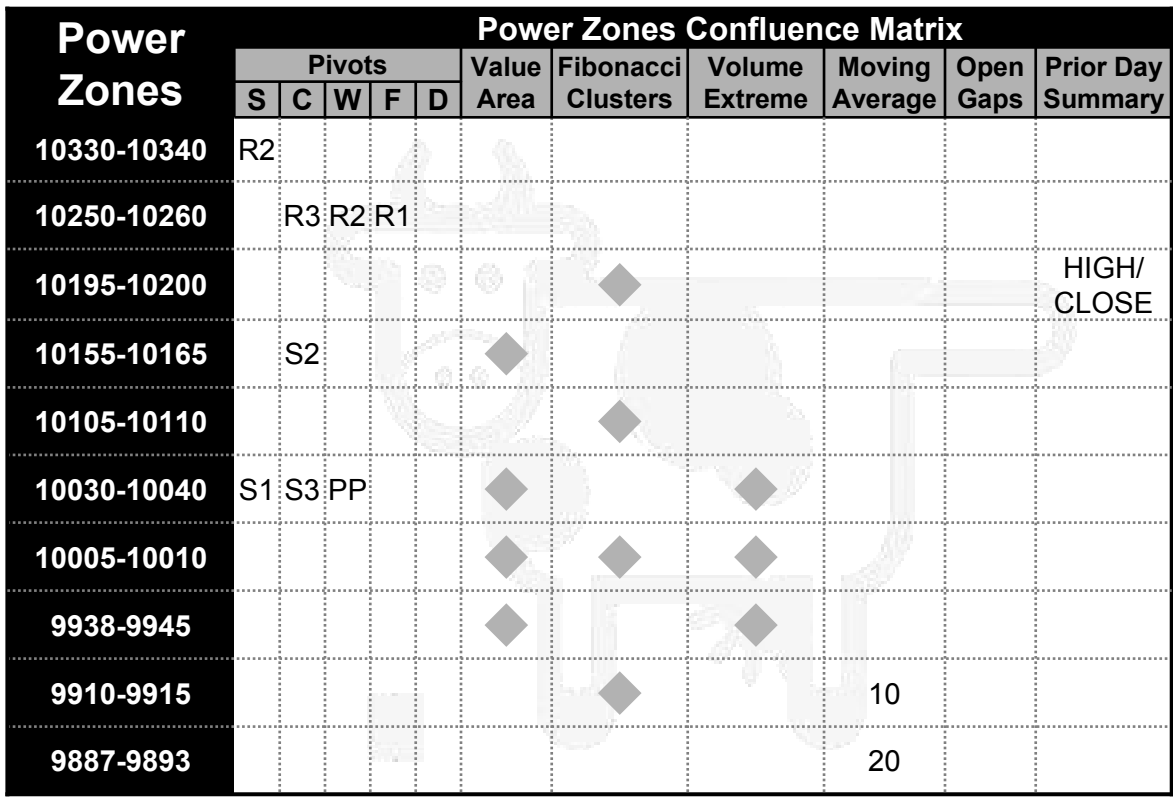 Power Zones
Power Zones Confluence Matrix
Pivots
Value Area
Fibonacci Clusters
Volume Extreme
Moving Average
Open Gaps
Prior Day Summary
S C W F D
10330-10340 R2
10250-10260 R3 R2 R1
10195-10200 HIGH/ CLOSE
10155-10165 S2
10105-10110
10030-10040 S1 S3 PP
10005-10010
9938-9945
9910-9915 10
9887-9893 20